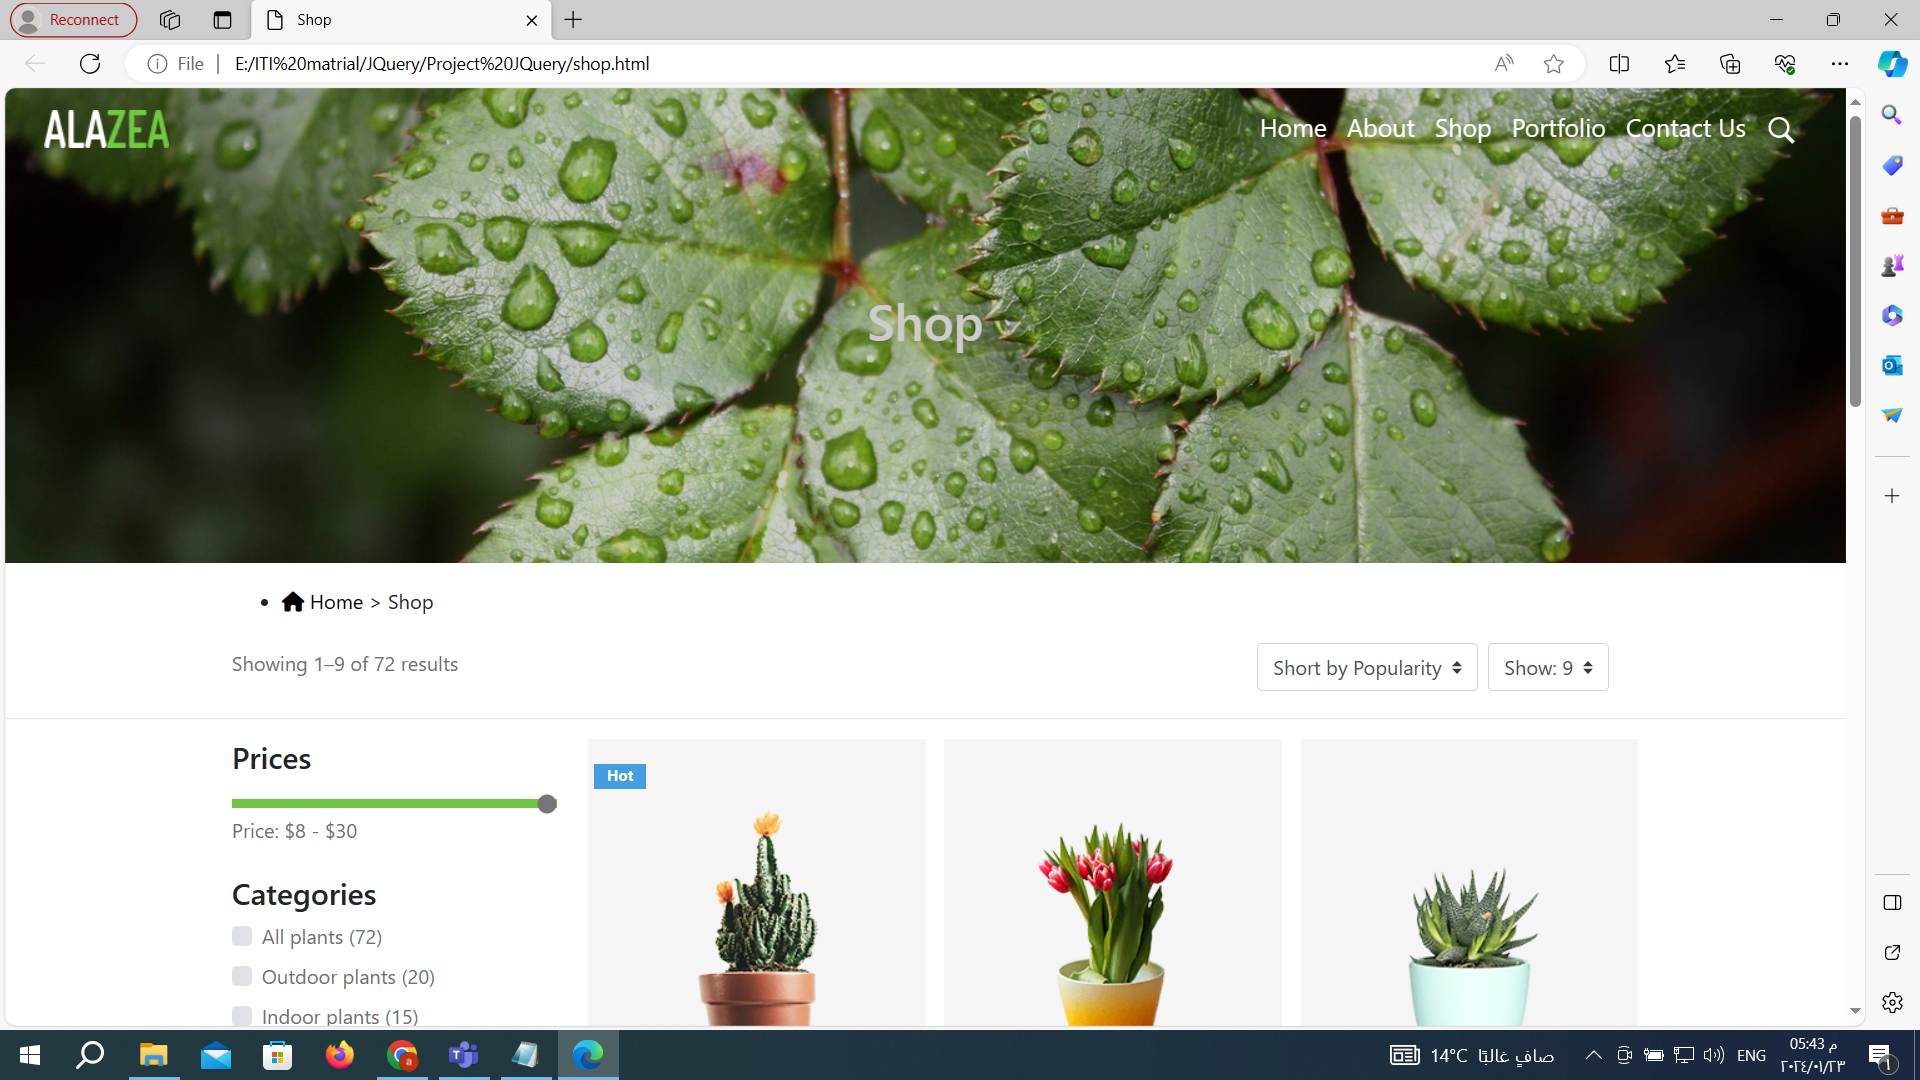 Reconnect
Shop
File
E:/ITI%20matrial/JQuery/Project%20JQuery/shop.html
ALAZEA
Home About Shop Portfolio Contact Us
Shop
Home > Shop
Showing 1–9 of 72 results
Short by Popularity
Show: 9
Prices
Hot
Price: $8 - $30
Categories
All plants (72)
Outdoor plants (20)
Indoor plants (15)
14°C صافٍ غالبًا
ENG
05:43 م
٢٠٢٤/٠١/٢٣
١